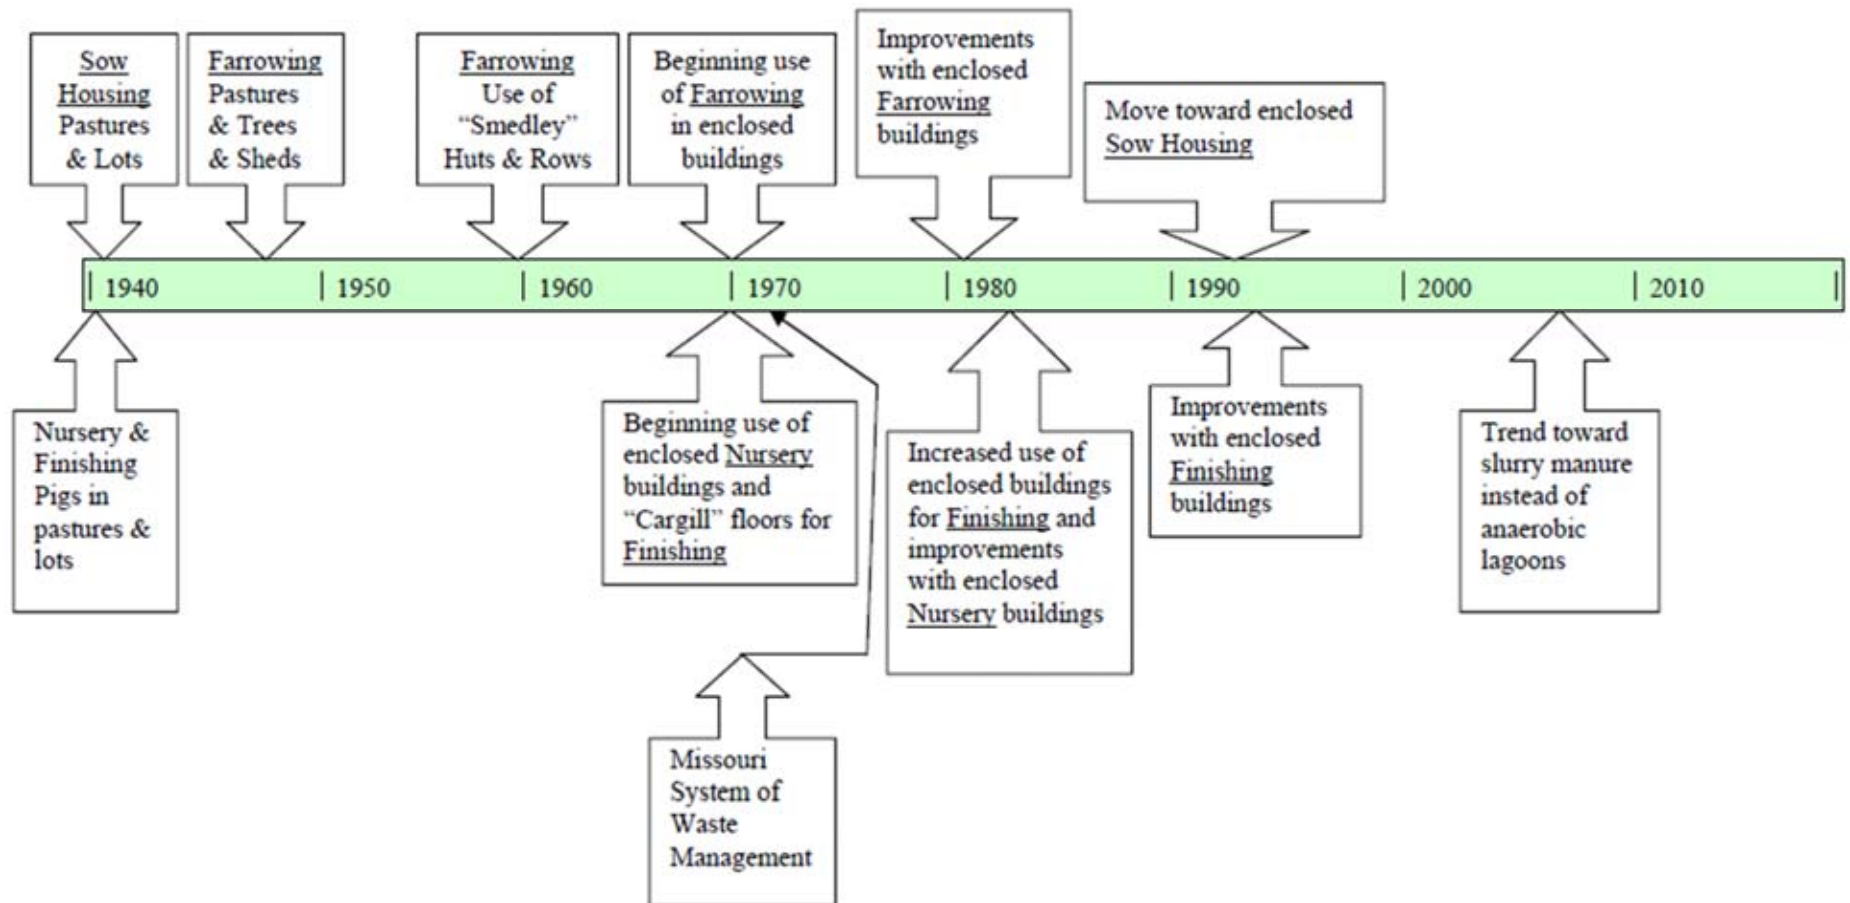 Sow
Housing
Pastures
& Lots
Farrowing
Pastures
& Trees
& Sheds
Farrowing
Use of
“Smedley”
Huts & Rows
Beginning use
of Farrowing
in enclosed
buildings
Improvements
with enclosed
Farrowing
buildings
Move toward enclosed
Sow Housing
| 1940 | 1950 | 1960 | 1970 | 1980 | 1990 | 2000 | 2010 |
Nursery &
Finishing
Pigs in
pastures &
lots
Beginning use of
enclosed Nursery
buildings and
“Cargill” floors for
Finishing
Missouri
System of
Waste
Management
Increased use of
enclosed buildings
for Finishing and
improvements
with enclosed
Nursery buildings
Improvements
with enclosed
Finishing
buildings
Trend toward
slurry manure
instead of
anaerobic
lagoons